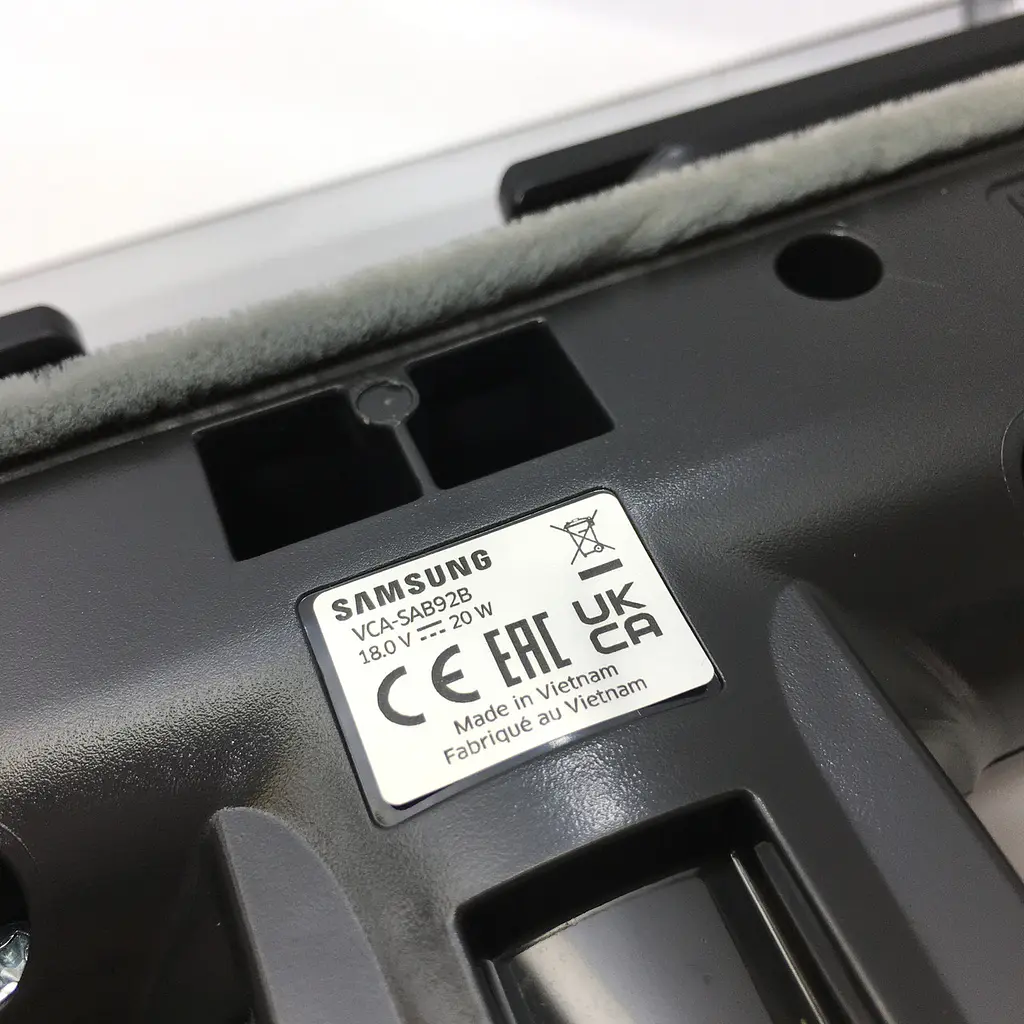 SAMSUNG
VCA-SAB92B
18.0 V ⎓ 20 W
CE EAC UK CA
Made in Vietnam
Fabriqué au Vietnam